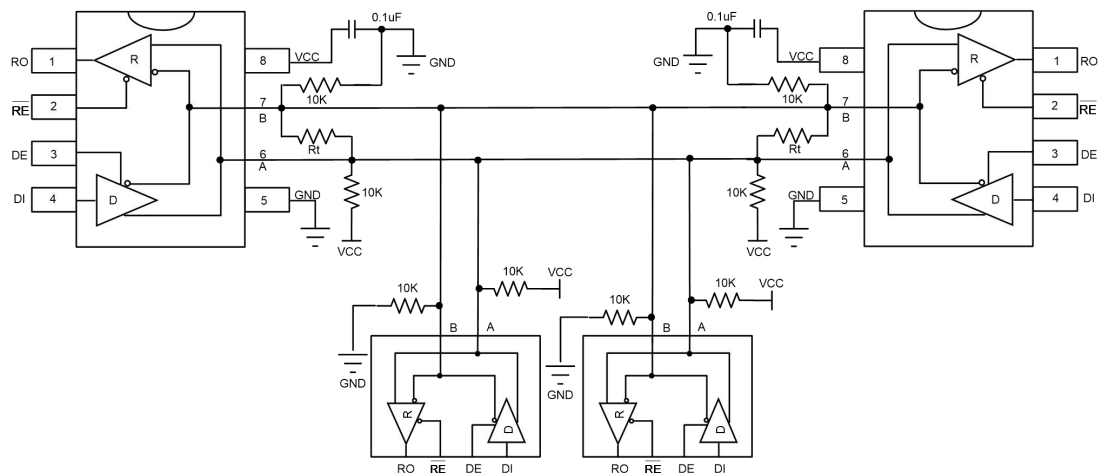 0.1uF
0.1uF
RO 1
8 VCC
GND
GND
VCC 8
1 RO
R
R
10K
10K
RE 2
7
B
7
B
2 RE
Rt
Rt
DE 3
6
A
6
A
3 DE
10K
10K
DI 4
D
GND
5
GND
5
D
4 DI
VCC
VCC
10K
VCC
10K
VCC
10K
10K
B A
B A
GND
GND
R
D
R
D
RO RE DE DI
RO RE DE DI